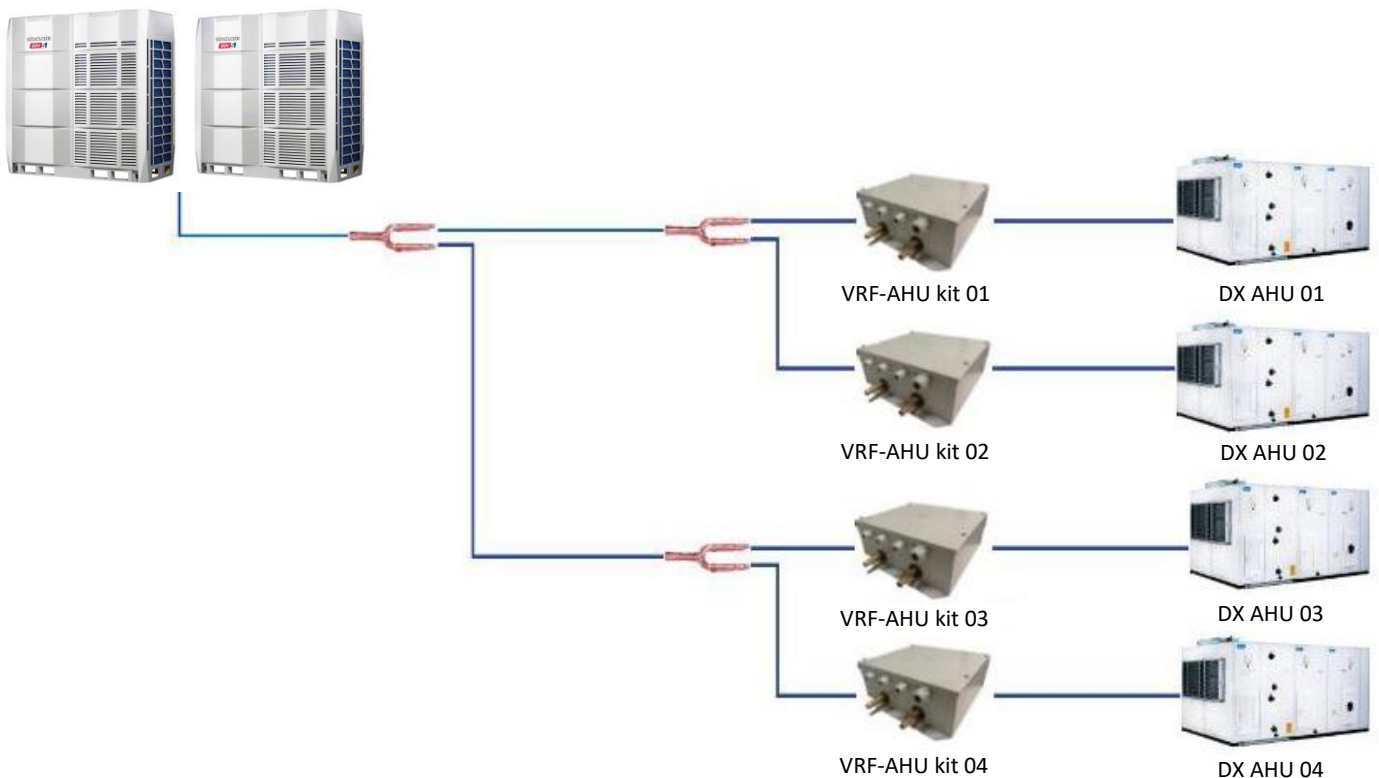 VRF-AHU kit 01
DX AHU 01
VRF-AHU kit 02
DX AHU 02
VRF-AHU kit 03
DX AHU 03
VRF-AHU kit 04
DX AHU 04